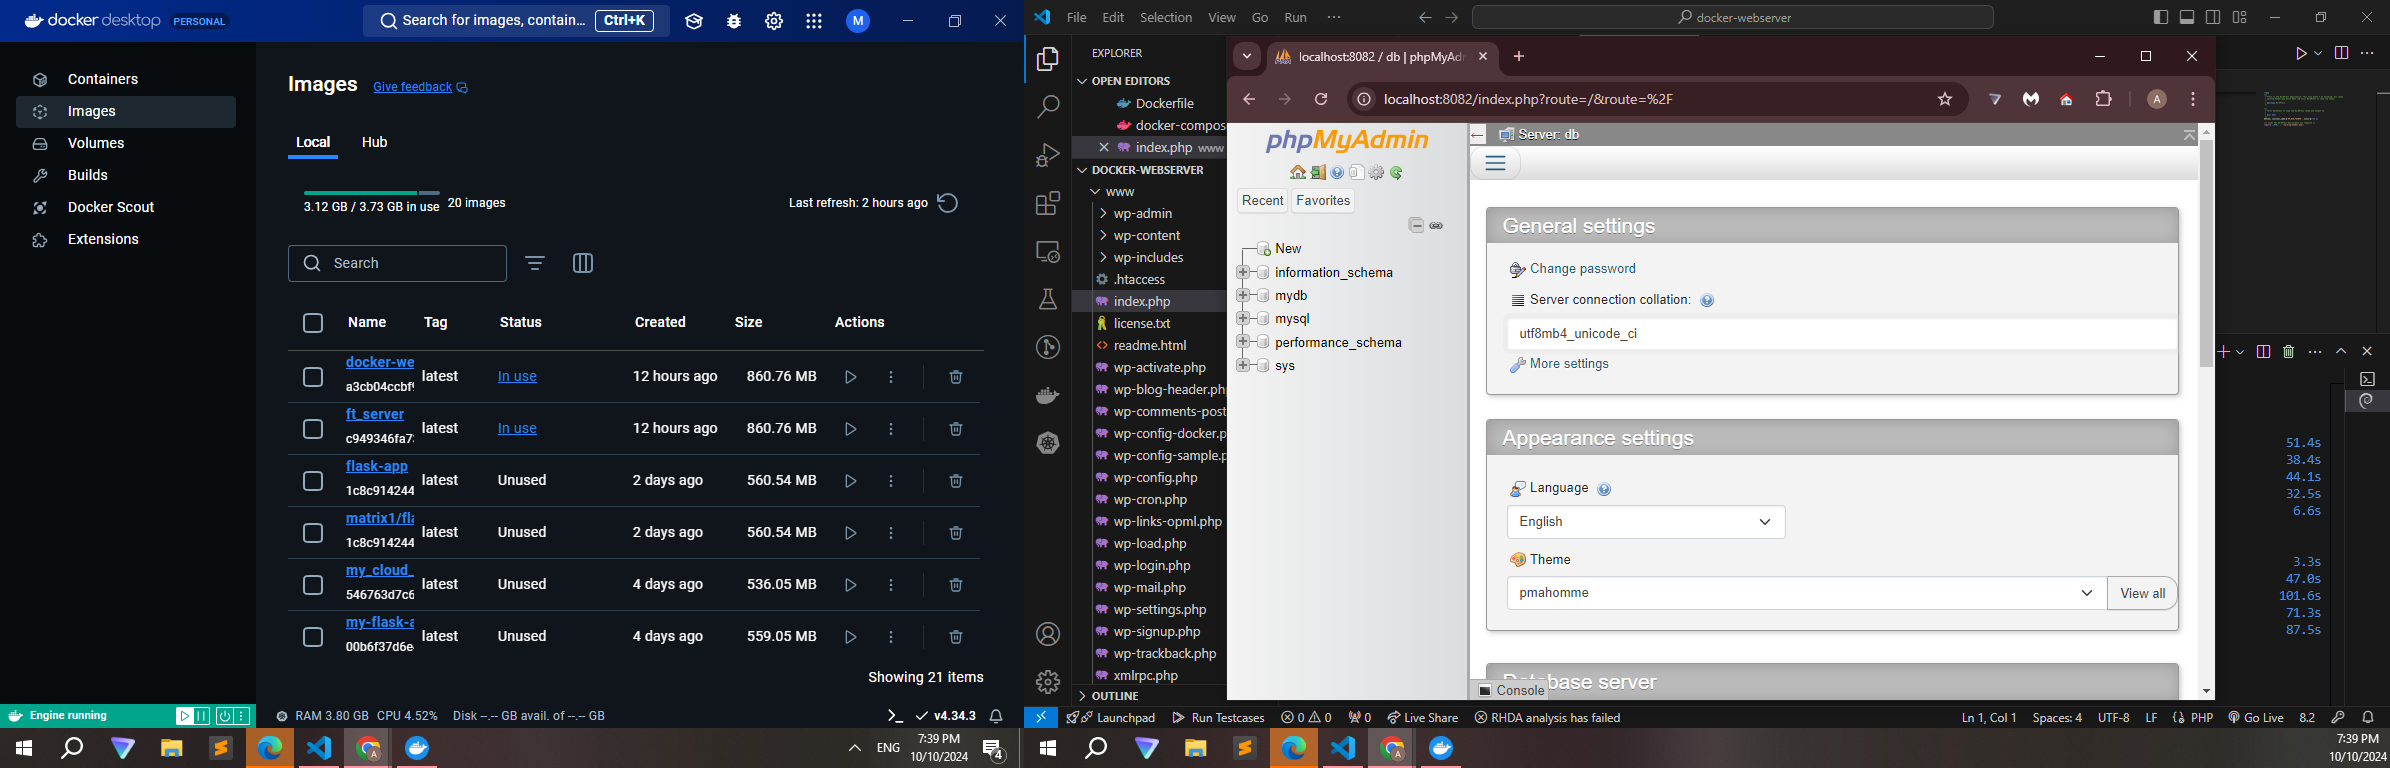 docker desktop PERSONAL
Search for images, contain... Ctrl+K
M
Containers
Images
Volumes
Builds
Docker Scout
Extensions
Images Give feedback
Local Hub
3.12 GB / 3.73 GB in use 20 images
Last refresh: 2 hours ago
Search
Name Tag Status Created Size Actions
docker-we
a3cb04ccbf9
latest In use 12 hours ago 860.76 MB
ft_server
c949346fa7
latest In use 12 hours ago 860.76 MB
flask-app
1c8c914244
latest Unused 2 days ago 560.54 MB
matrix1/fla
1c8c914244
latest Unused 2 days ago 560.54 MB
my_cloud_
546763d7c6
latest Unused 4 days ago 536.05 MB
my-flask-a
00b6f37d6e
latest Unused 4 days ago 559.05 MB
Showing 21 items
Engine running
RAM 3.80 GB CPU 4.52% Disk --.-- GB avail. of --.-- GB
v4.34.3
ENG
7:39 PM
10/10/2024
4
File Edit Selection View Go Run ...
docker-webserver
EXPLORER
OPEN EDITORS
Dockerfile
docker-compos
index.php www
DOCKER-WEBSERVER
www
wp-admin
wp-content
wp-includes
.htaccess
index.php
license.txt
readme.html
wp-activate.php
wp-blog-header.php
wp-comments-post
wp-config-docker.p
wp-config-sample.p
wp-config.php
wp-cron.php
wp-links-opml.php
wp-load.php
wp-login.php
wp-mail.php
wp-settings.php
wp-signup.php
wp-trackback.php
xmlrpc.php
OUTLINE
localhost:8082 / db | phpMyAdm
localhost:8082/index.php?route=/&route=%2F
A
phpMyAdmin
Recent Favorites
New
information_schema
mydb
mysql
performance_schema
sys
Server: db
General settings
Change password
Server connection collation:
utf8mb4_unicode_ci
More settings
Appearance settings
Language
English
Theme
pmahomme
View all
Database server
Console
51.4s
38.4s
44.1s
32.5s
6.6s
3.3s
47.0s
101.6s
71.3s
87.5s
Launchpad Run Testcases 0 0 0 Live Share RHDA analysis has failed
Ln 1, Col 1 Spaces: 4 UTF-8 LF PHP Go Live 8.2
7:39 PM
10/10/2024